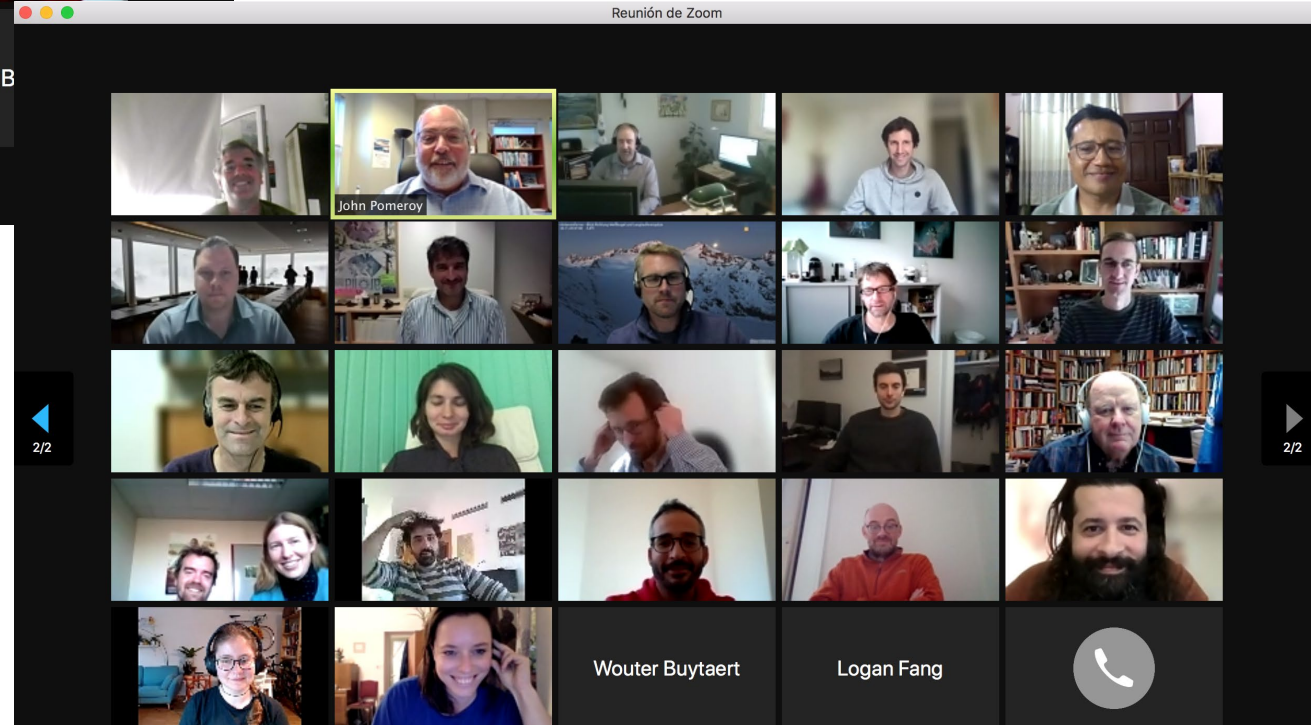 Reunión de Zoom
B
John Pomeroy
2/2
2/2
Wouter Buytaert
Logan Fang